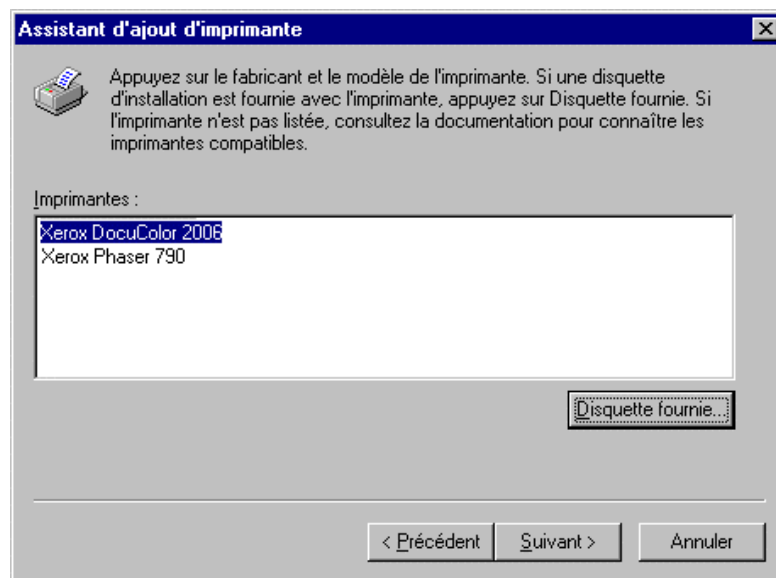 Assistant d'ajout d'imprimante
Appuyez sur le fabricant et le modèle de l'imprimante. Si une disquette
d'installation est fournie avec l'imprimante, appuyez sur Disquette fournie. Si
l'imprimante n'est pas listée, consultez la documentation pour connaître les
imprimantes compatibles.
Imprimantes :
Xerox DocuColor 2006
Xerox Phaser 790
Disquette fournie...
< Précédent
Suivant >
Annuler